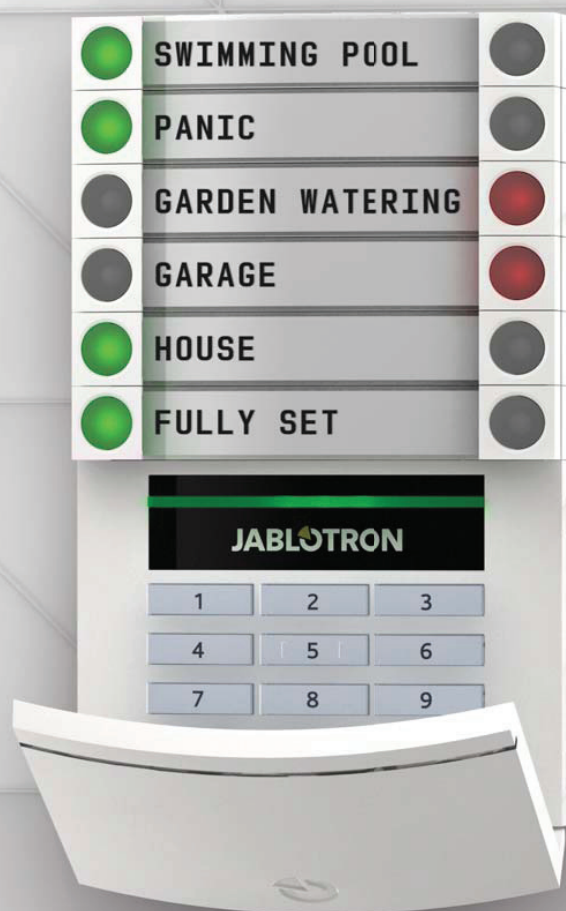 SWIMMING POOL
PANIC
GARDEN WATERING
GARAGE
HOUSE
FULLY SET
JABLOTRON
1 2 3
4 5 6
7 8 9